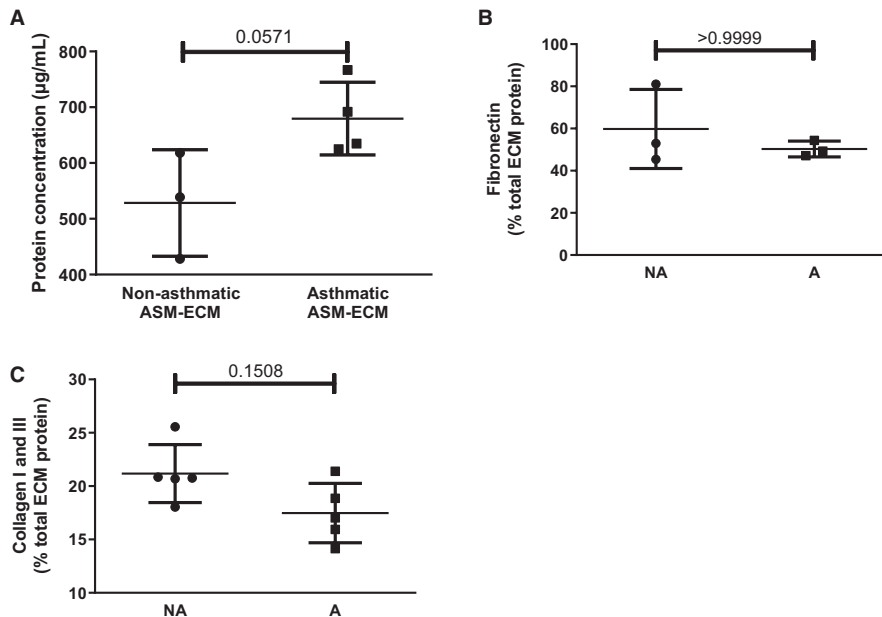 A
Protein concentration (µg/mL)
800
700
600
500
400
0.0571
Non-asthmatic
ASM-ECM
Asthmatic
ASM-ECM
B
Fibronectin
(% total ECM protein)
100
80
60
40
20
0
>0.9999
NA
A
C
Collagen I and III
(% total ECM protein)
30
25
20
15
10
0.1508
NA
A